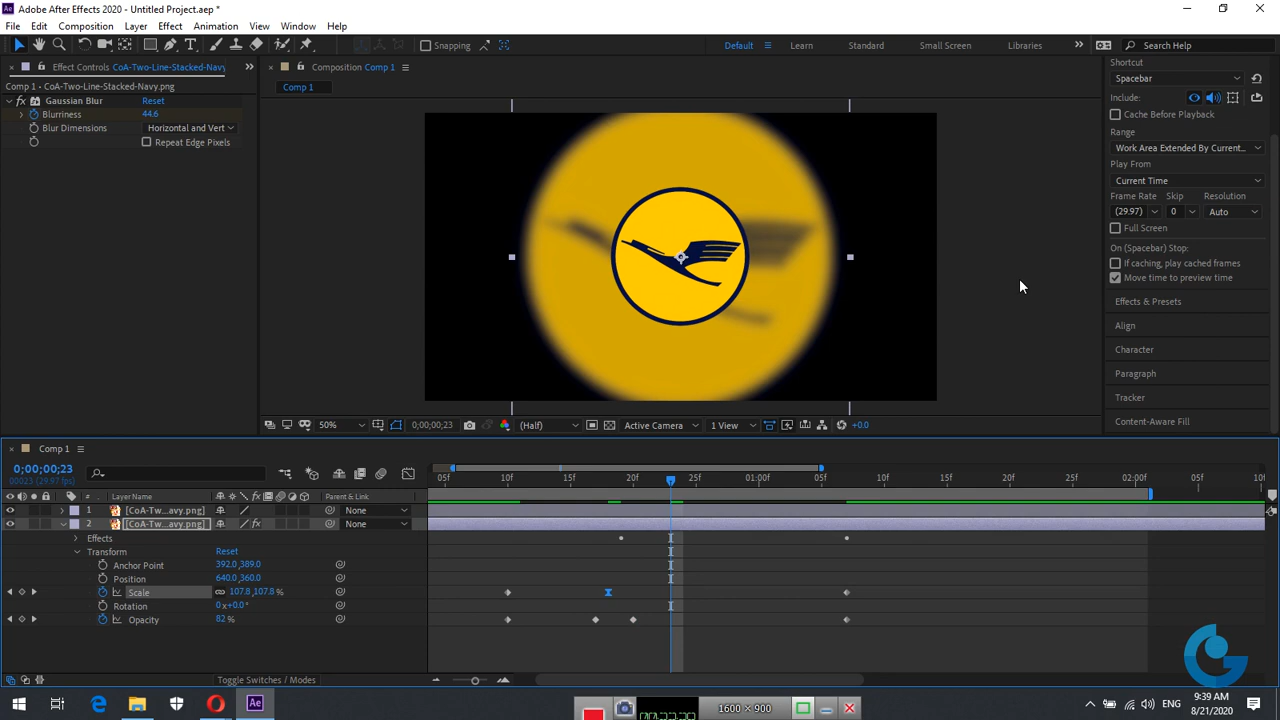 Adobe After Effects 2020 - Untitled Project.aep *
File Edit Composition Layer Effect Animation View Window Help
Snapping Default Learn Standard Small Screen Libraries Search Help
Effect Controls CoA-Two-Line-Stacked-Navy
Comp 1 • CoA-Two-Line-Stacked-Navy.png
fx Gaussian Blur Reset
Blurriness 44.6
Blur Dimensions Horizontal and Vert
Repeat Edge Pixels
Composition Comp 1
Comp 1
50% 0;00;00;23 (Half) Active Camera 1 View +0.0
Shortcut
Spacebar
Include:
Cache Before Playback
Range
Work Area Extended By Current...
Play From
Current Time
Frame Rate Skip Resolution
(29.97) 0 Auto
Full Screen
On (Spacebar) Stop:
If caching, play cached frames
Move time to preview time
Effects & Presets
Align
Character
Paragraph
Tracker
Content-Aware Fill
Comp 1
0;00;00;23
00023 (29.97 fps)
05f 10f 15f 20f 01:00f 05f 10f 15f 20f 25f 02:00f 05f
# Layer Name fx Parent & Link
1 [CoA-Tw...avy.png] None
2 [CoA-Tw...avy.png] fx None
Effects
Transform Reset
Anchor Point 392.0,389.0
Position 640.0,360.0
Scale 107.8,107.8 %
Rotation 0x+0.0°
Opacity 82 %
Toggle Switches / Modes
Ae 1600 × 900 ENG
9:39 AM
8/21/2020